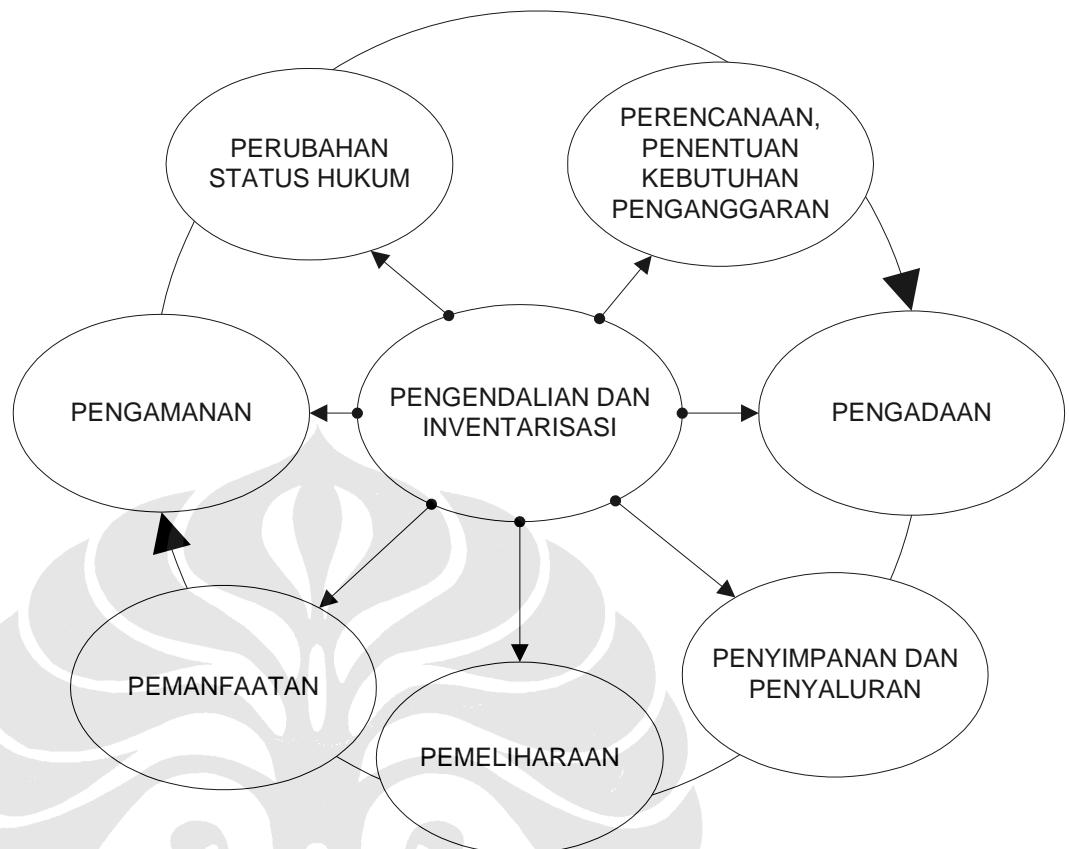 PERUBAHAN
STATUS HUKUM
PERENCANAAN,
PENENTUAN
KEBUTUHAN
PENGANGGARAN
PENGAMANAN
PENGENDALIAN DAN
INVENTARISASI
PENGADAAN
PEMANFAATAN
PEMELIHARAAN
PENYIMPANAN DAN
PENYALURAN